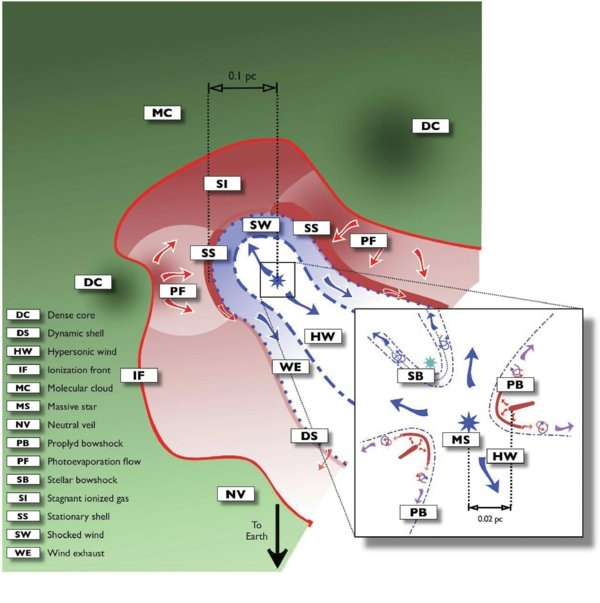 0.1 pc
MC
DC
SI
SW
SS
PF
SS
DC
PF
HW
WE
IF
DS
NV
To
Earth
DC Dense core
DS Dynamic shell
HW Hypersonic wind
IF Ionization front
MC Molecular cloud
MS Massive star
NV Neutral veil
PB Proplyd bowshock
PF Photoevaporation flow
SB Stellar bowshock
SI Stagnant ionized gas
SS Stationary shell
SW Shocked wind
WE Wind exhaust
SB
PB
MS
HW
PB
0.02 pc